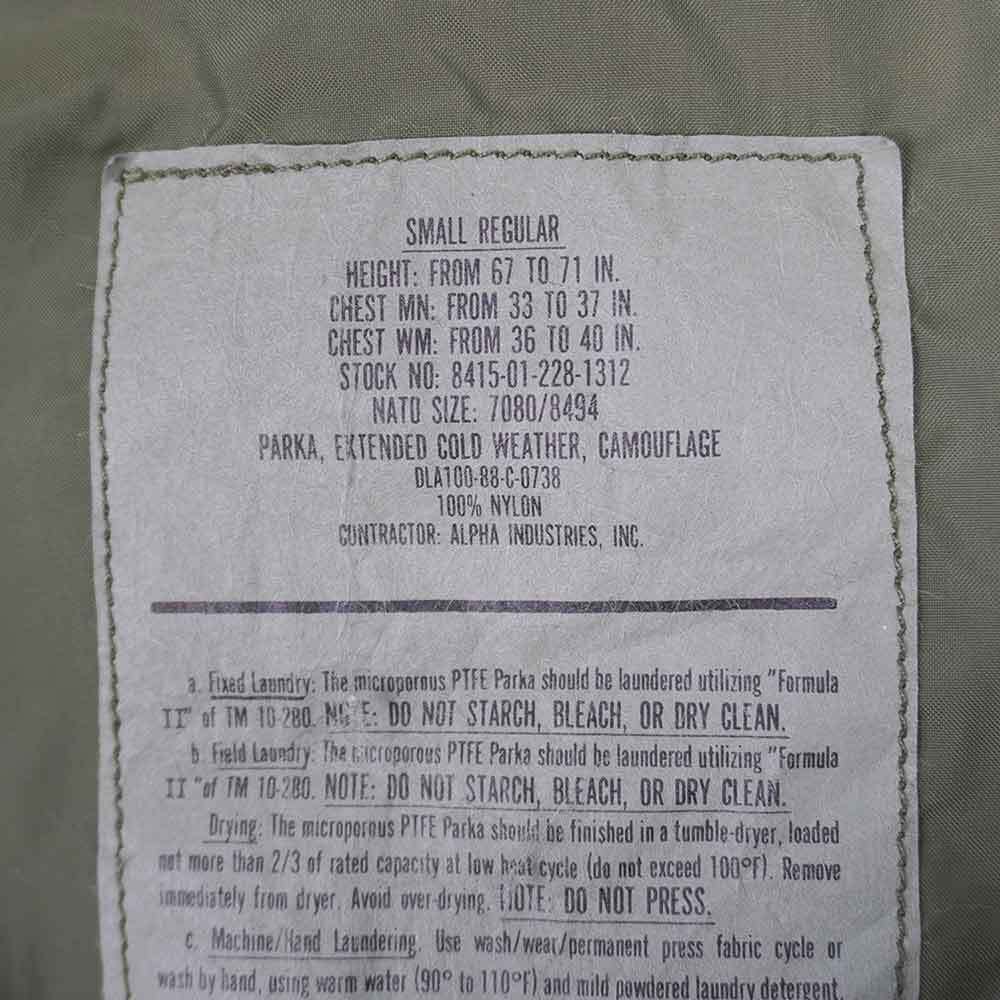 SMALL REGULAR
HEIGHT: FROM 67 TO 71 IN.
CHEST MN: FROM 33 TO 37 IN.
CHEST WM: FROM 36 TO 40 IN.
STOCK NO: 8415-01-228-1312
NATO SIZE: 7080/8494
PARKA, EXTENDED COLD WEATHER, CAMOUFLAGE
DLA100-88-C-0738
100% NYLON
CONTRACTOR: ALPHA INDUSTRIES, INC.
a. Fixed Laundry: The microporous PTFE Parka should be laundered utilizing "Formula
II" of TM 10-280. NOTE: DO NOT STARCH, BLEACH, OR DRY CLEAN.
b. Field Laundry: The microporous PTFE Parka should be laundered utilizing "Formula
II "of TM 10-280. NOTE: DO NOT STARCH, BLEACH, OR DRY CLEAN.
Drying: The microporous PTFE Parka should be finished in a tumble-dryer, loaded
not more than 2/3 of rated capacity at low heat cycle (do not exceed 100°F). Remove
immediately from dryer. Avoid over-drying. NOTE: DO NOT PRESS.
c. Machine/Hand Laundering. Use wash/wear/permanent press fabric cycle or
wash by hand, using warm water (90° to 110°F) and mild powdered laundry detergent.